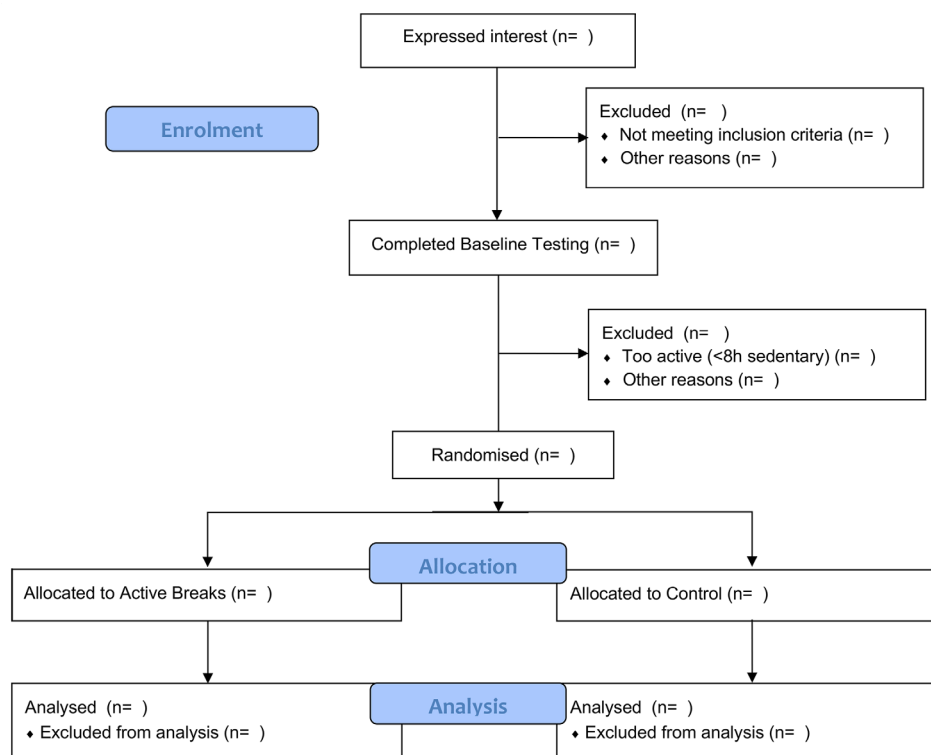 Expressed interest (n=  )
Enrolment
Excluded  (n=   )
♦ Not meeting inclusion criteria (n=  )
♦ Other reasons (n=  )
Completed Baseline Testing (n=  )
Excluded  (n=   )
♦ Too active (<8h sedentary) (n=  )
♦ Other reasons (n=  )
Randomised (n=  )
Allocation
Allocated to Active Breaks (n=  )
Allocated to Control (n=  )
Analysis
Analysed  (n=  )
♦ Excluded from analysis (n=  )
Analysed  (n=  )
♦ Excluded from analysis (n=  )